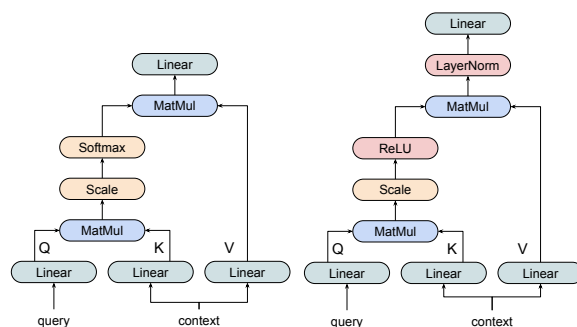 Linear
MatMul
Softmax
Scale
MatMul
Q
K
V
Linear
Linear
Linear
query
context
Linear
LayerNorm
MatMul
ReLU
Scale
MatMul
Q
K
V
Linear
Linear
Linear
query
context